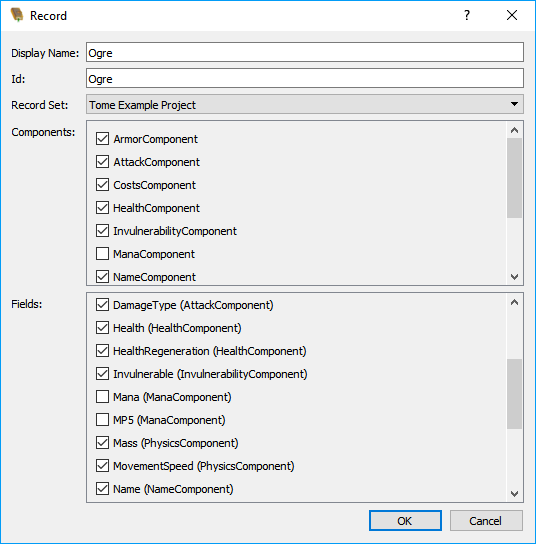 Record
Display Name: Ogre
Id: Ogre
Record Set: Tome Example Project
Components:
ArmorComponent
AttackComponent
CostsComponent
HealthComponent
InvulnerabilityComponent
ManaComponent
NameComponent
Fields:
DamageType (AttackComponent)
Health (HealthComponent)
HealthRegeneration (HealthComponent)
Invulnerable (InvulnerabilityComponent)
Mana (ManaComponent)
MP5 (ManaComponent)
Mass (PhysicsComponent)
MovementSpeed (PhysicsComponent)
Name (NameComponent)
OK Cancel